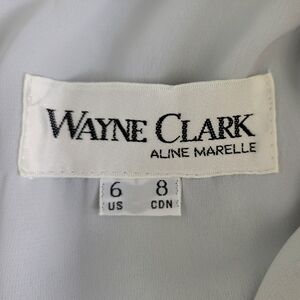 WAYNE CLARK
ALINE MARELLE
6 8
US CDN